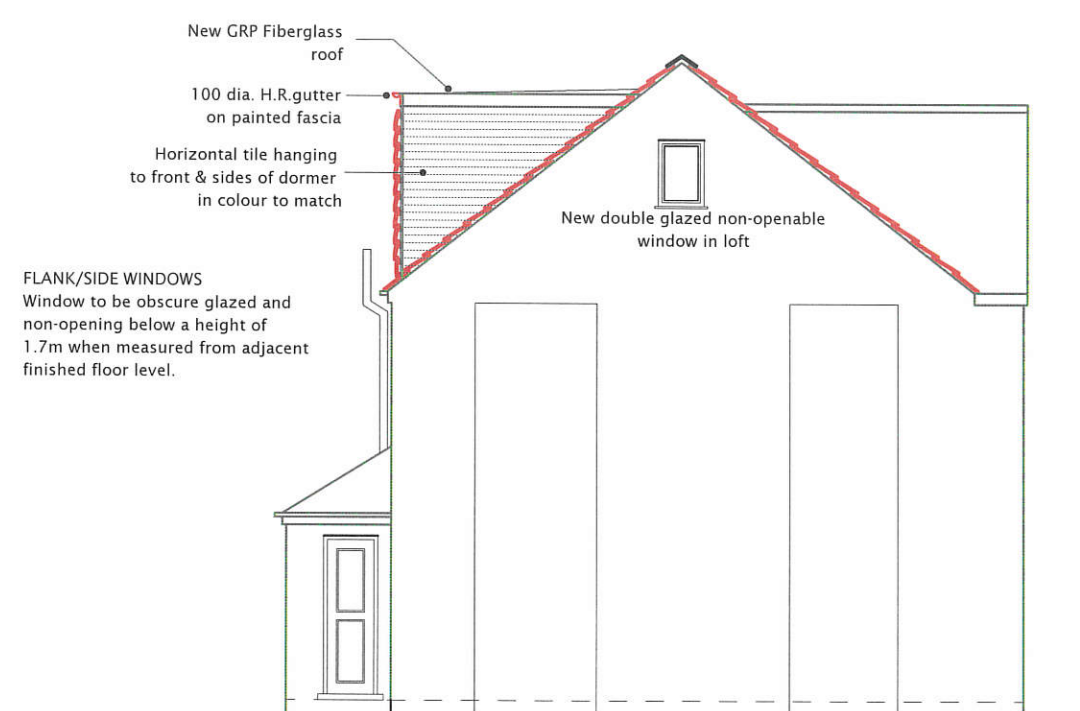 New GRP Fiberglass
roof
100 dia. H.R.gutter
on painted fascia
Horizontal tile hanging
to front & sides of dormer
in colour to match
New double glazed non-openable
window in loft
FLANK/SIDE WINDOWS
Window to be obscure glazed and
non-opening below a height of
1.7m when measured from adjacent
finished floor level.